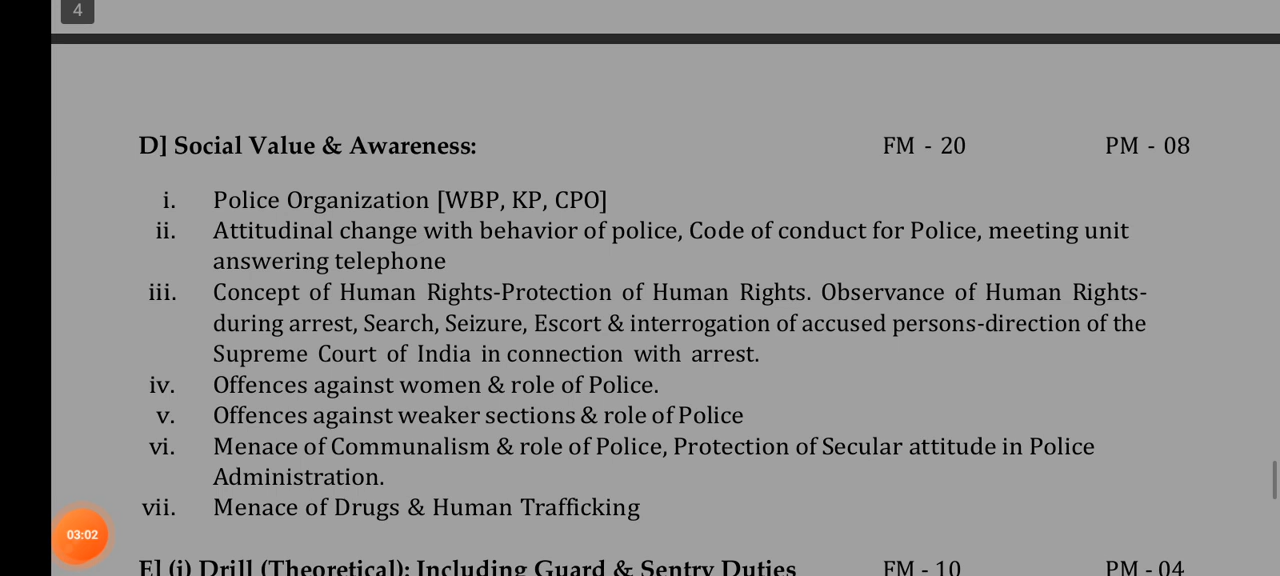 4
D] Social Value & Awareness: FM - 20 PM - 08
i. Police Organization [WBP, KP, CPO]
ii. Attitudinal change with behavior of police, Code of conduct for Police, meeting unit
answering telephone
iii. Concept of Human Rights-Protection of Human Rights. Observance of Human Rights-
during arrest, Search, Seizure, Escort & interrogation of accused persons-direction of the
Supreme Court of India in connection with arrest.
iv. Offences against women & role of Police.
v. Offences against weaker sections & role of Police
vi. Menace of Communalism & role of Police, Protection of Secular attitude in Police
Administration.
vii. Menace of Drugs & Human Trafficking
03:02
E] (i) Drill (Theoretical): Including Guard & Sentry Duties FM - 10 PM - 04